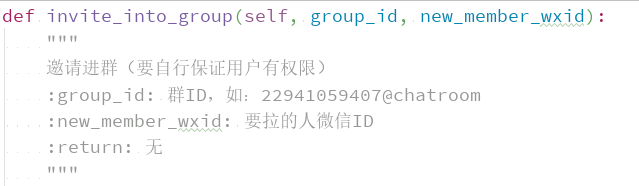 def invite_into_group(self, group_id, new_member_wxid):
"""
邀请进群（要自行保证用户有权限）
:group_id: 群ID，如：22941059407@chatroom
:new_member_wxid: 要拉的人微信ID
:return: 无
"""